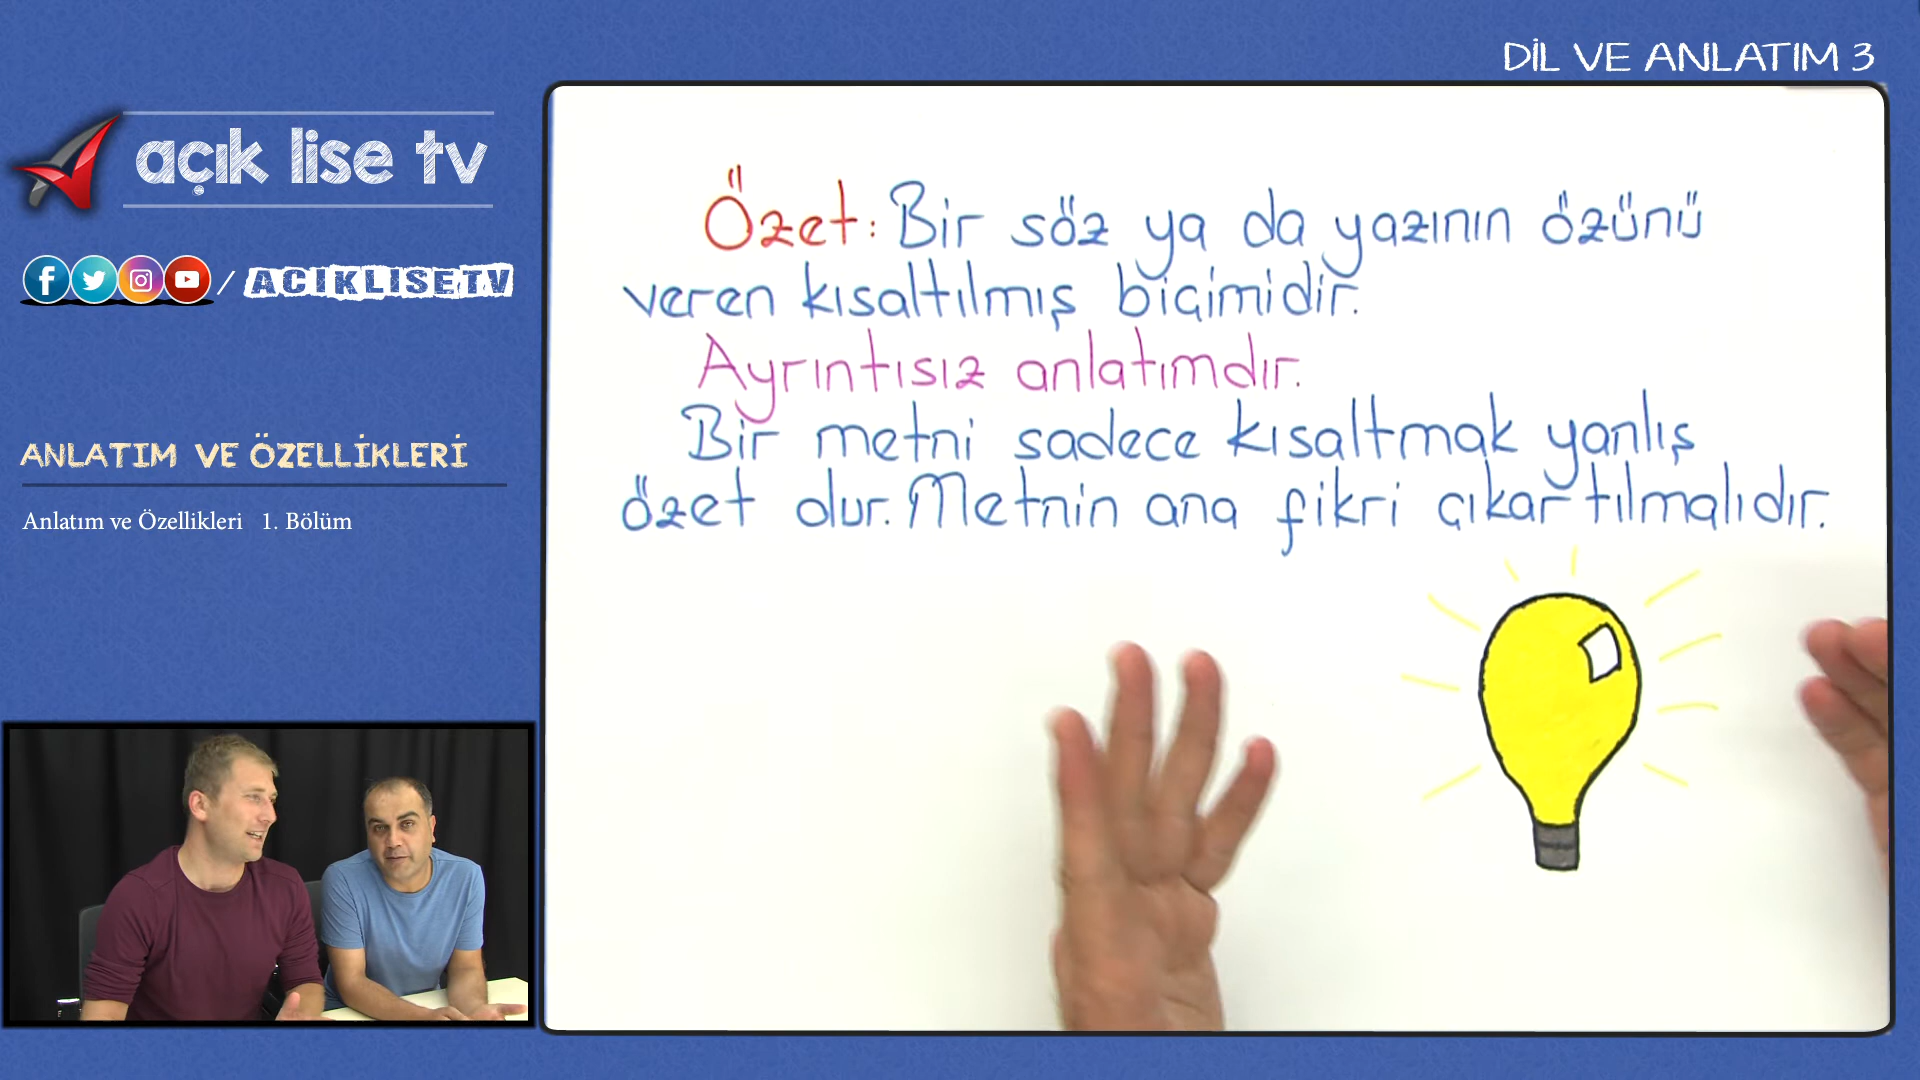 DİL VE ANLATIM 3
açık lise tv
/ ACIKLISETV
ANLATIM VE ÖZELLİKLERİ
Anlatım ve Özellikleri 1. Bölüm
Özet: Bir söz ya da yazının özünü
veren kısaltılmış biçimidir.
Ayrıntısız anlatımdır.
Bir metni sadece kısaltmak yanlış
özet olur. Metnin ana fikri çıkartılmalıdır.